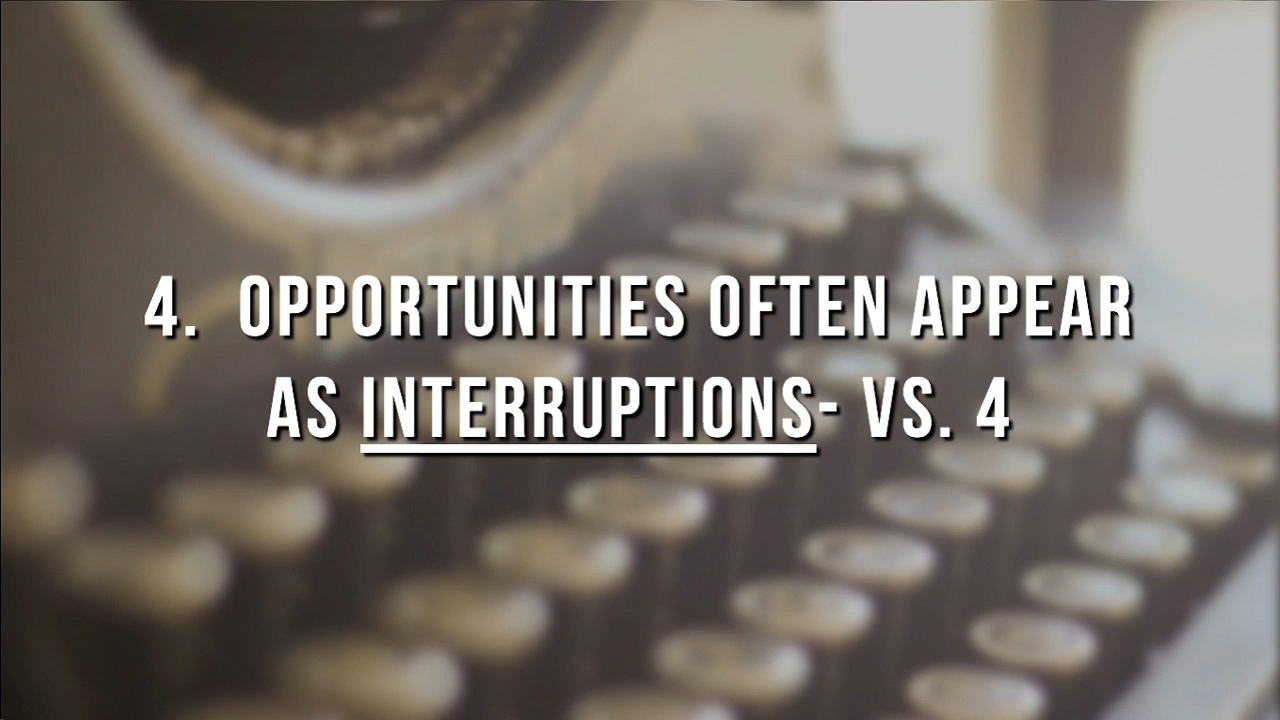 4. OPPORTUNITIES OFTEN APPEAR
AS INTERRUPTIONS- VS. 4